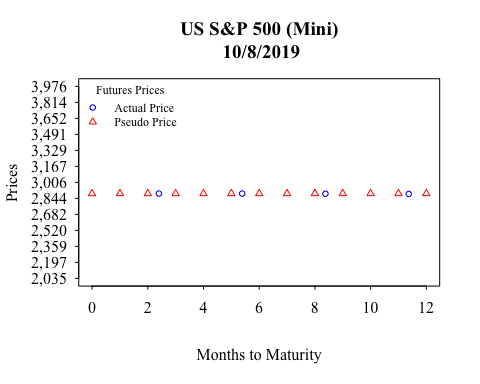 US S&P 500 (Mini)
10/8/2019
Futures Prices
Actual Price
Pseudo Price
Prices
3,976
3,814
3,652
3,491
3,329
3,167
3,006
2,844
2,682
2,520
2,359
2,197
2,035
0 2 4 6 8 10 12
Months to Maturity